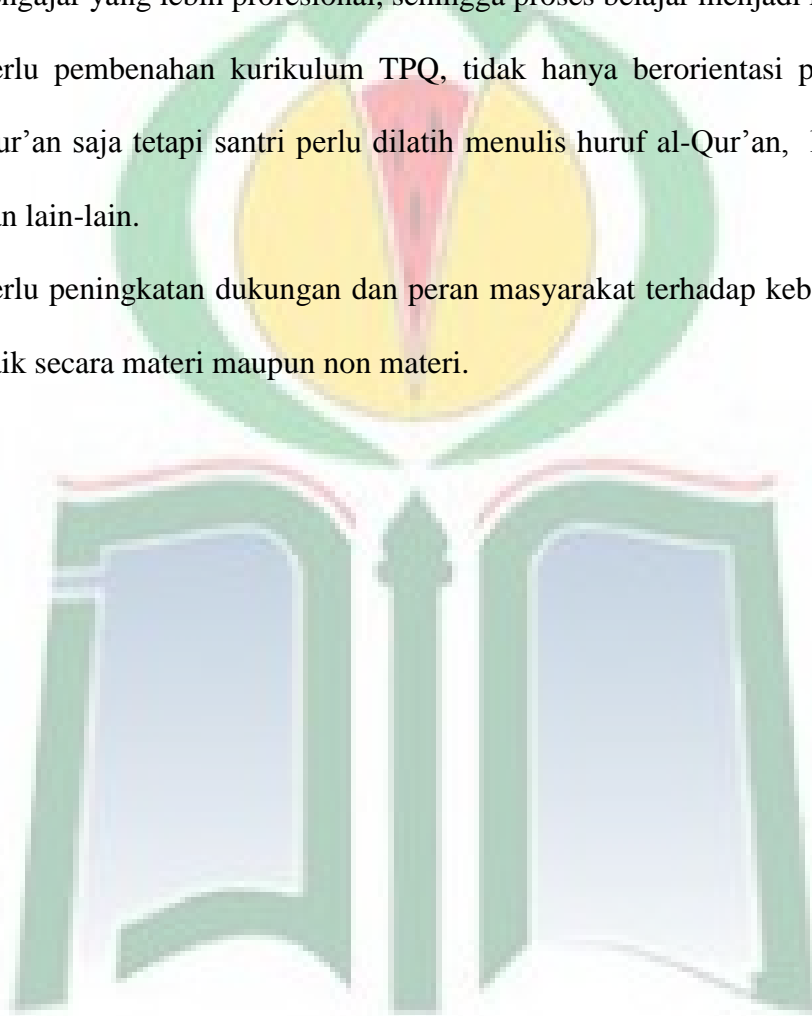 ngajar yang lebih profesional, sehingga proses belajar menjadi
erlu pembenahan kurikulum TPQ, tidak hanya berorientasi p
ur’an saja tetapi santri perlu dilatih menulis huruf al-Qur’an,
an lain-lain.
erlu peningkatan dukungan dan peran masyarakat terhadap keb
aik secara materi maupun non materi.